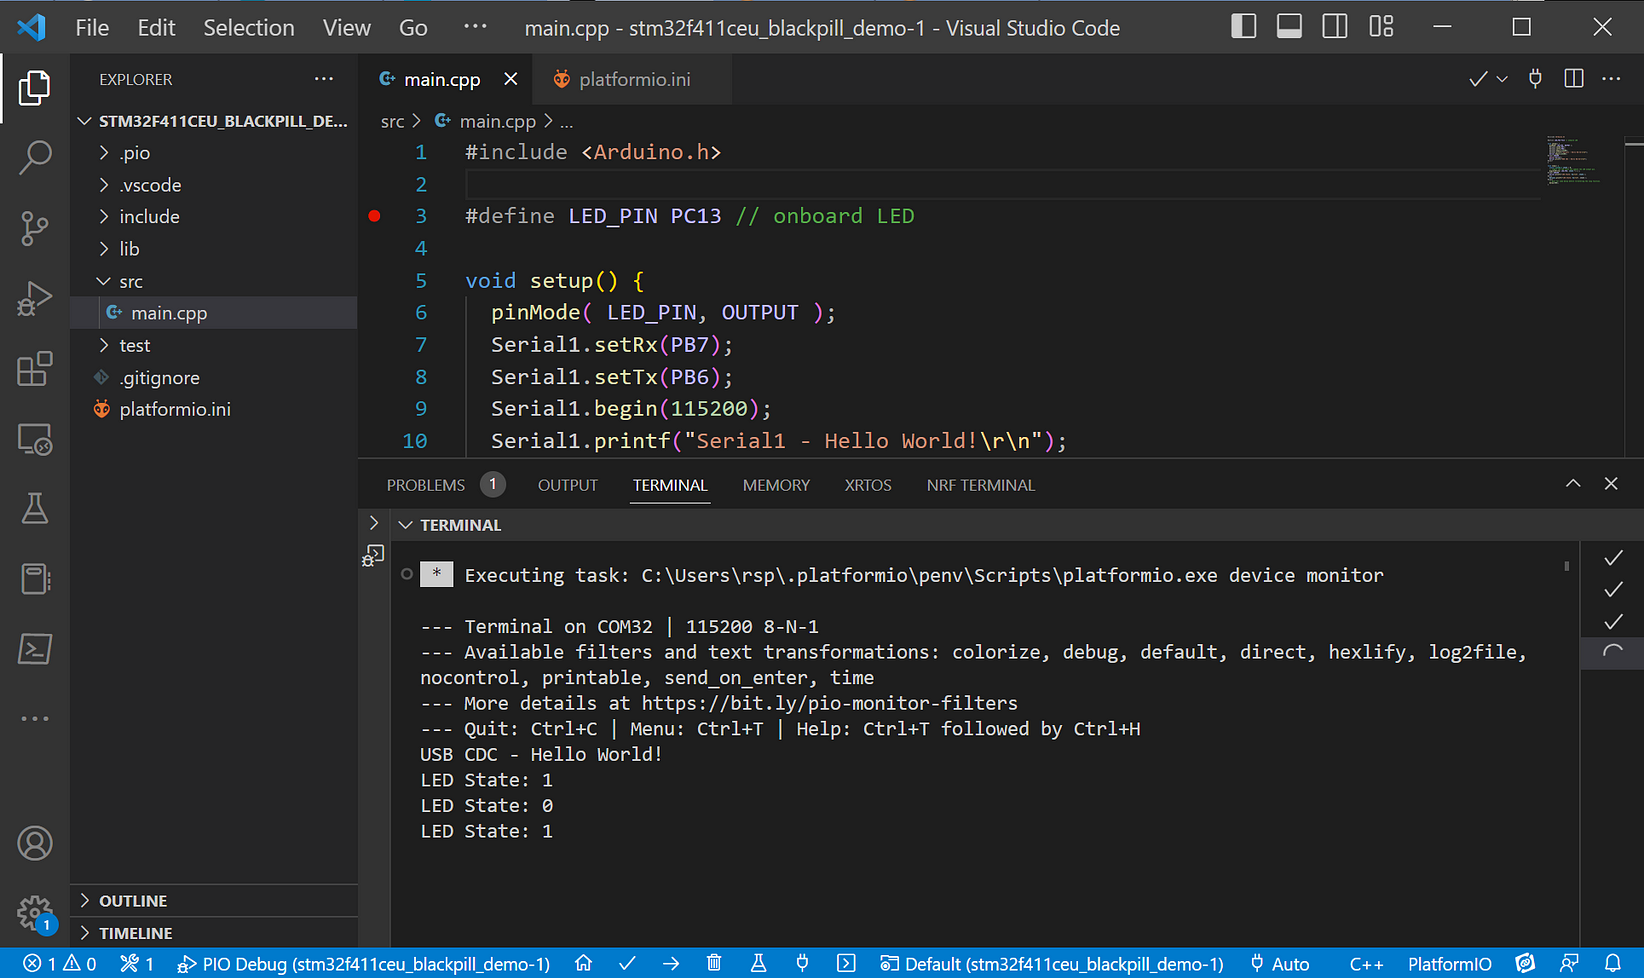 File Edit Selection View Go ··· main.cpp - stm32f411ceu_blackpill_demo-1 - Visual Studio Code
EXPLORER ···
STM32F411CEU_BLACKPILL_DE...
.pio
.vscode
include
lib
src
main.cpp
test
.gitignore
platformio.ini
OUTLINE
TIMELINE
1
main.cpp platformio.ini
src > main.cpp > ...
1 #include <Arduino.h>
2
3 #define LED_PIN PC13 // onboard LED
4
5 void setup() {
6 pinMode( LED_PIN, OUTPUT );
7 Serial1.setRx(PB7);
8 Serial1.setTx(PB6);
9 Serial1.begin(115200);
10 Serial1.printf("Serial1 - Hello World!\r\n");
PROBLEMS 1 OUTPUT TERMINAL MEMORY XRTOS NRF TERMINAL
TERMINAL
* Executing task: C:\Users\rsp\.platformio\penv\Scripts\platformio.exe device monitor
--- Terminal on COM32 | 115200 8-N-1
--- Available filters and text transformations: colorize, debug, default, direct, hexlify, log2file,
nocontrol, printable, send_on_enter, time
--- More details at https://bit.ly/pio-monitor-filters
--- Quit: Ctrl+C | Menu: Ctrl+T | Help: Ctrl+T followed by Ctrl+H
USB CDC - Hello World!
LED State: 1
LED State: 0
LED State: 1
1 0 1 PIO Debug (stm32f411ceu_blackpill_demo-1) Default (stm32f411ceu_blackpill_demo-1) Auto C++ PlatformIO